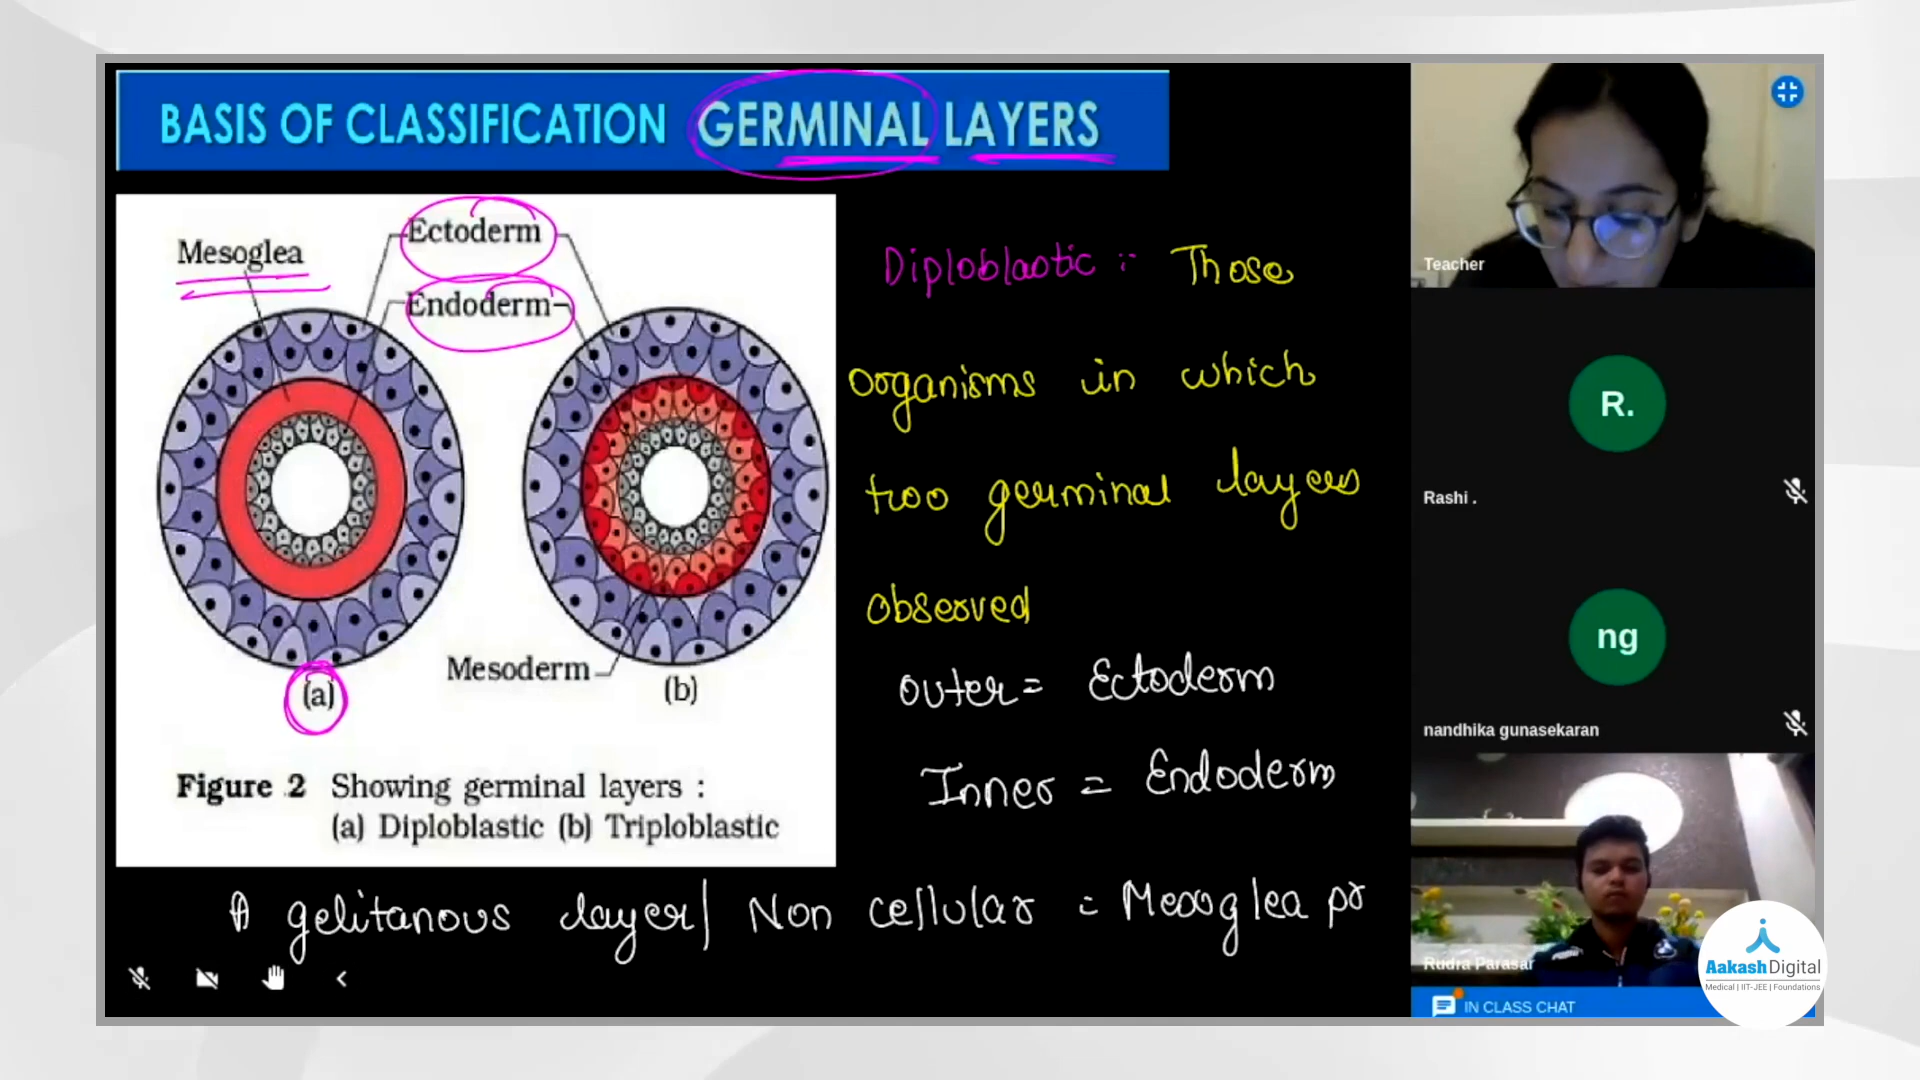 BASIS OF CLASSIFICATION GERMINAL LAYERS
Mesoglea
Ectoderm
Endoderm
Mesoderm
(a)
(b)
Figure 2 Showing germinal layers :
(a) Diploblastic (b) Triploblastic
Diploblastic :- Those
organisms in which
two germinal layers
observed
Outer = Ectoderm
Inner = Endoderm
A gelitanous layer/ Non cellular = Mesoglea pr
Teacher
R.
Rashi .
ng
nandhika gunasekaran
Rudra Parasar
IN CLASS CHAT
AakashDigital
Medical | IIT-JEE | Foundations